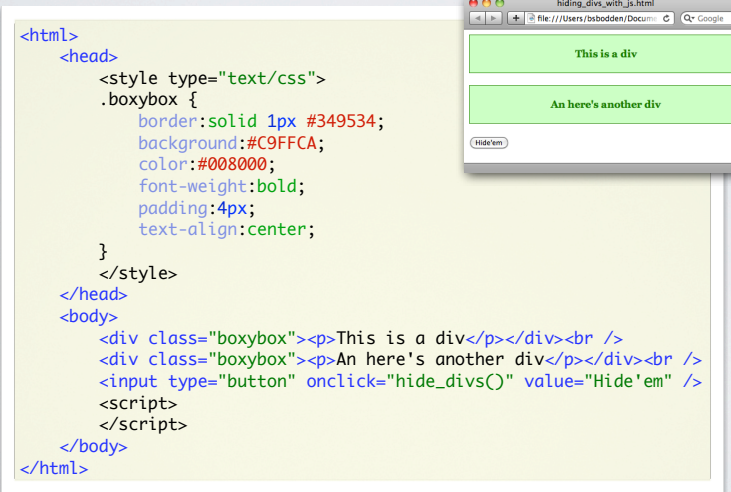 <html>
<head>
<style type="text/css">
.boxybox {
border:solid 1px #349534;
background:#C9FFCA;
color:#008000;
font-weight:bold;
padding:4px;
text-align:center;
}
</style>
</head>
<body>
<div class="boxybox"><p>This is a div</p></div><br />
<div class="boxybox"><p>An here's another div</p></div><br />
<input type="button" onclick="hide_divs()" value="Hide'em" />
<script>
</script>
</body>
</html>
hiding_divs_with_js.html
file:///Users/bsbodden/Docume
Google
This is a div
An here's another div
Hide'em